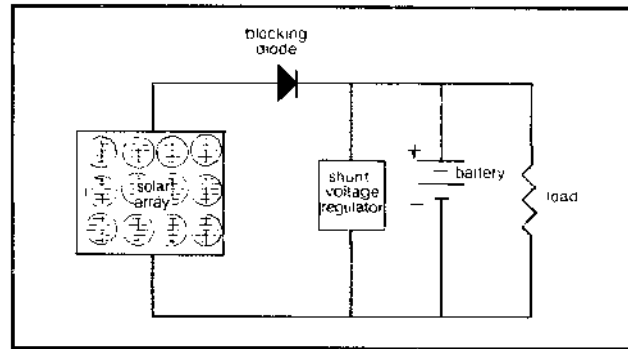 blocking
diode
solar
array
shunt
voltage
regulator
+
battery
−
load